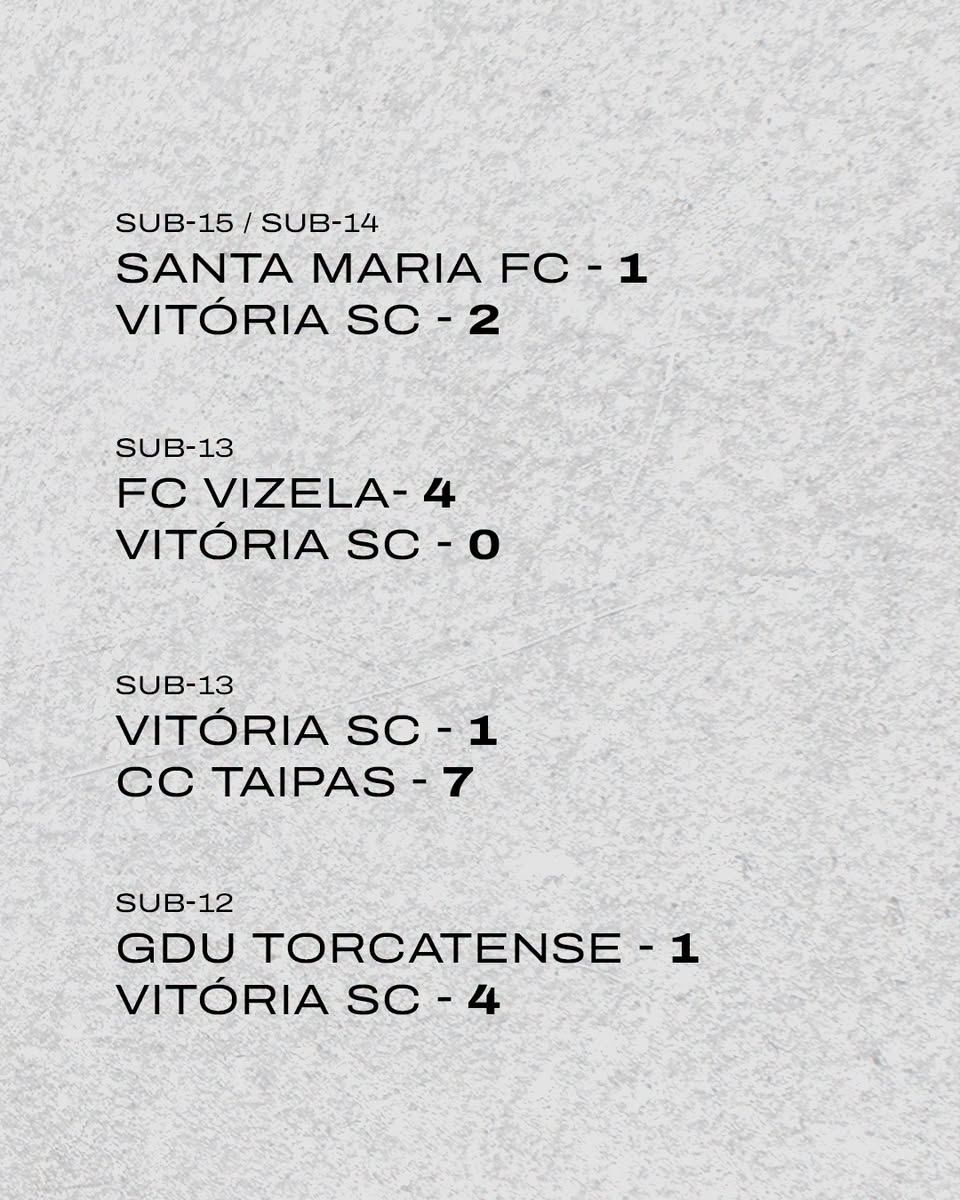 SUB-15 / SUB-14
SANTA MARIA FC - 1
VITÓRIA SC - 2
SUB-13
FC VIZELA- 4
VITÓRIA SC - 0
SUB-13
VITÓRIA SC - 1
CC TAIPAS - 7
SUB-12
GDU TORCATENSE - 1
VITÓRIA SC - 4